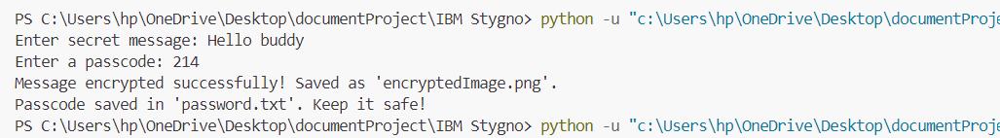 PS C:\Users\hp\OneDrive\Desktop\documentProject\IBM Stygno> python -u "c:\Users\hp\OneDrive\Desktop\documentProje
Enter secret message: Hello buddy
Enter a passcode: 214
Message encrypted successfully! Saved as 'encryptedImage.png'.
Passcode saved in 'password.txt'. Keep it safe!
PS C:\Users\hp\OneDrive\Desktop\documentProject\IBM Stygno> python -u "c:\Users\hp\OneDrive\Desktop\documentProje